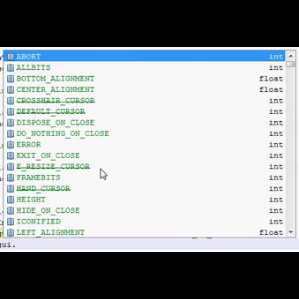 ABORT int
ALLBITS int
BOTTOM_ALIGNMENT float
CENTER_ALIGNMENT float
CROSSHAIR_CURSOR int
DEFAULT_CURSOR int
DISPOSE_ON_CLOSE int
DO_NOTHING_ON_CLOSE int
ERROR int
EXIT_ON_CLOSE int
E_RESIZE_CURSOR int
FRAMEBITS int
HAND_CURSOR int
HEIGHT int
HIDE_ON_CLOSE int
ICONIFIED int
LEFT_ALIGNMENT float
gui.